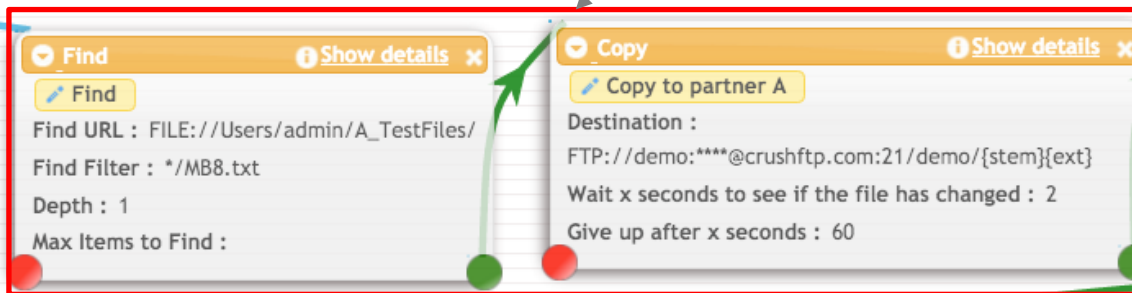 Find Show details
Find
Find URL : FILE://Users/admin/A_TestFiles/
Find Filter : */MB8.txt
Depth : 1
Max Items to Find :
Copy Show details
Copy to partner A
Destination :
FTP://demo:****@crushftp.com:21/demo/{stem}{ext}
Wait x seconds to see if the file has changed : 2
Give up after x seconds : 60